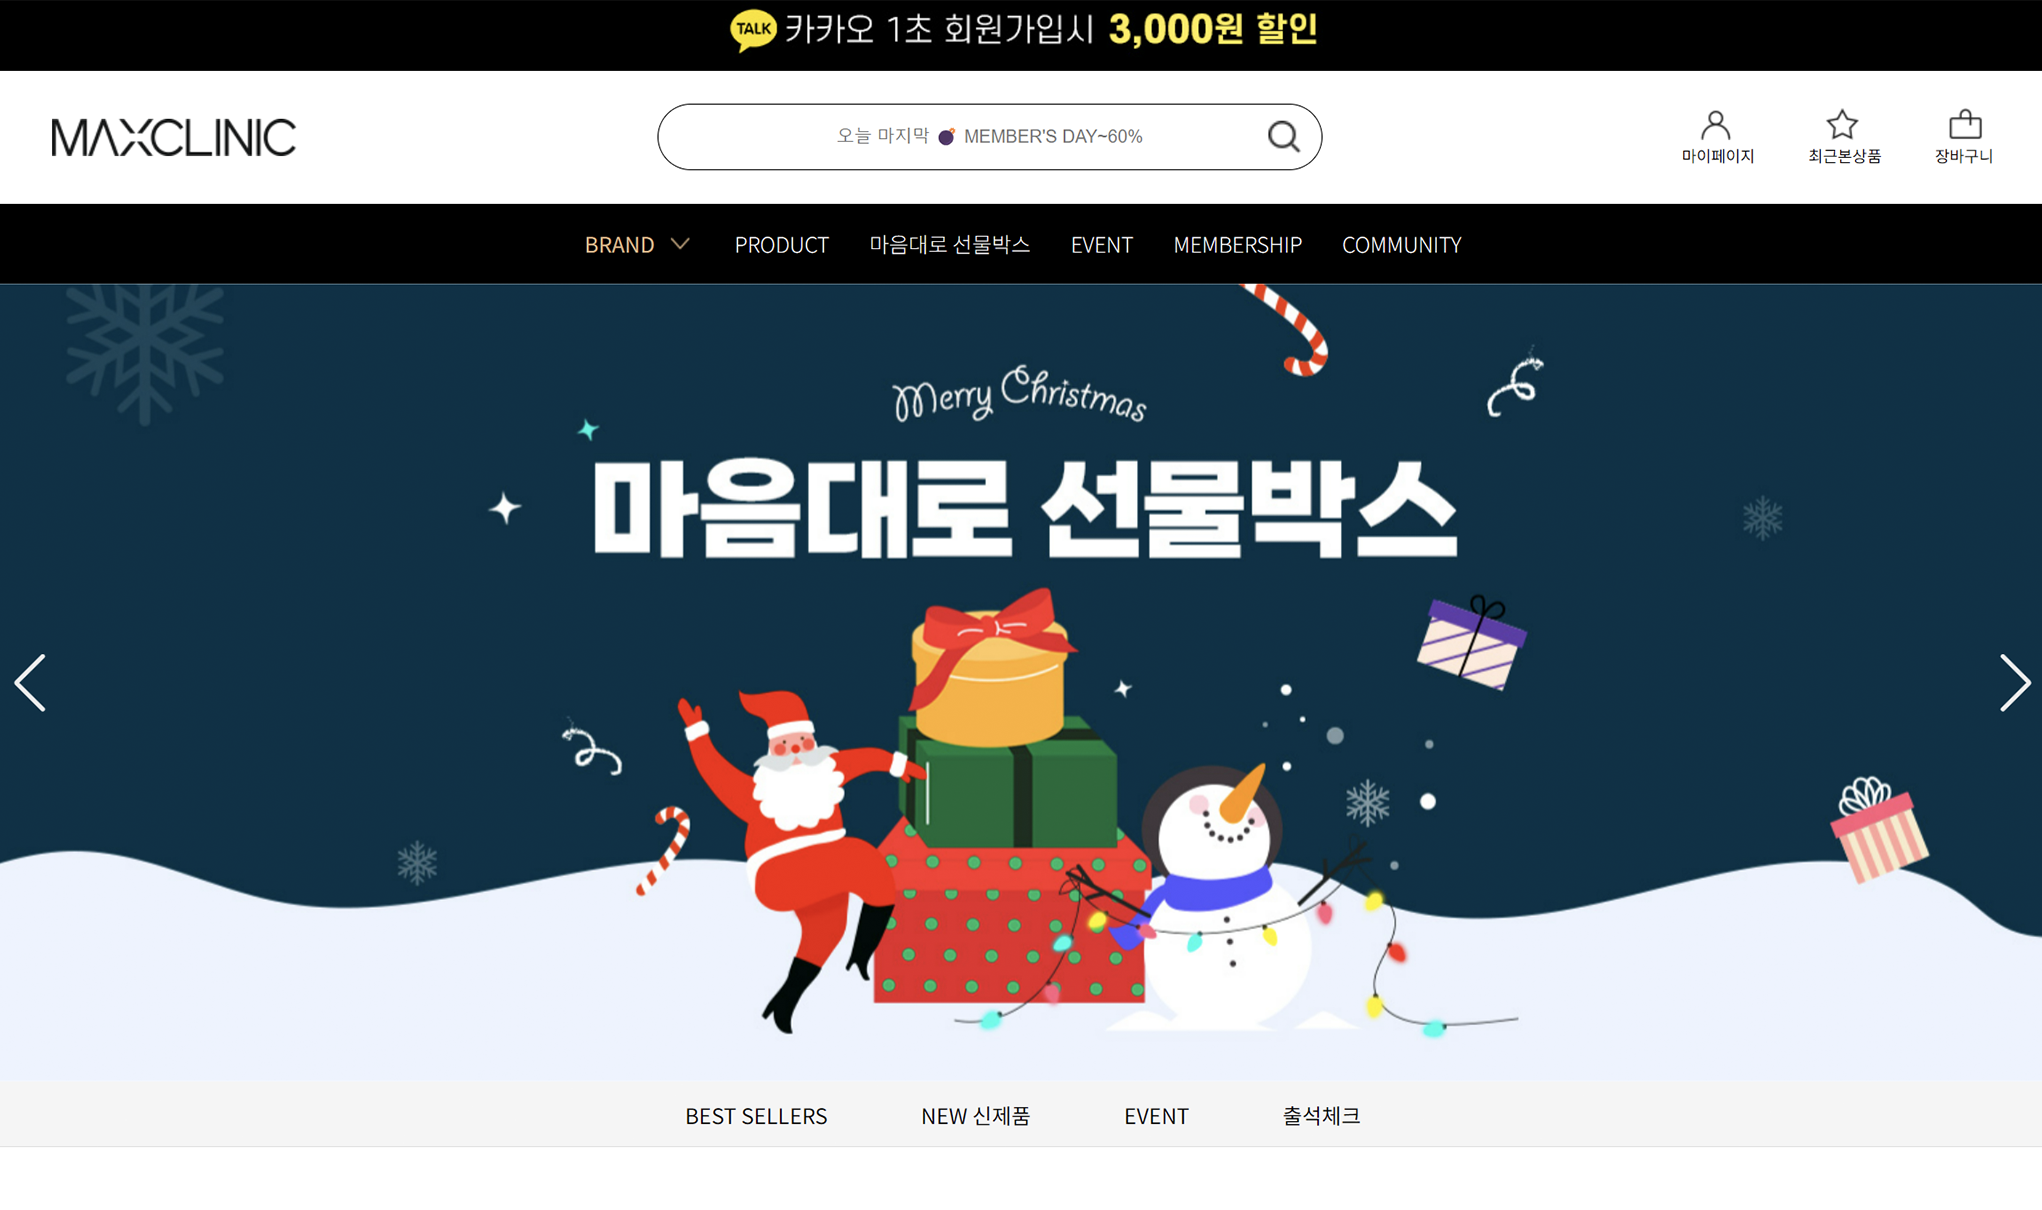 TALK 카카오 1초 회원가입시 3,000원 할인
MAXCLINIC
오늘 마지막 MEMBER'S DAY~60%
마이페이지
최근본상품
장바구니
BRAND PRODUCT 마음대로 선물박스 EVENT MEMBERSHIP COMMUNITY
Merry Christmas
마음대로 선물박스
BEST SELLERS NEW 신제품 EVENT 출석체크